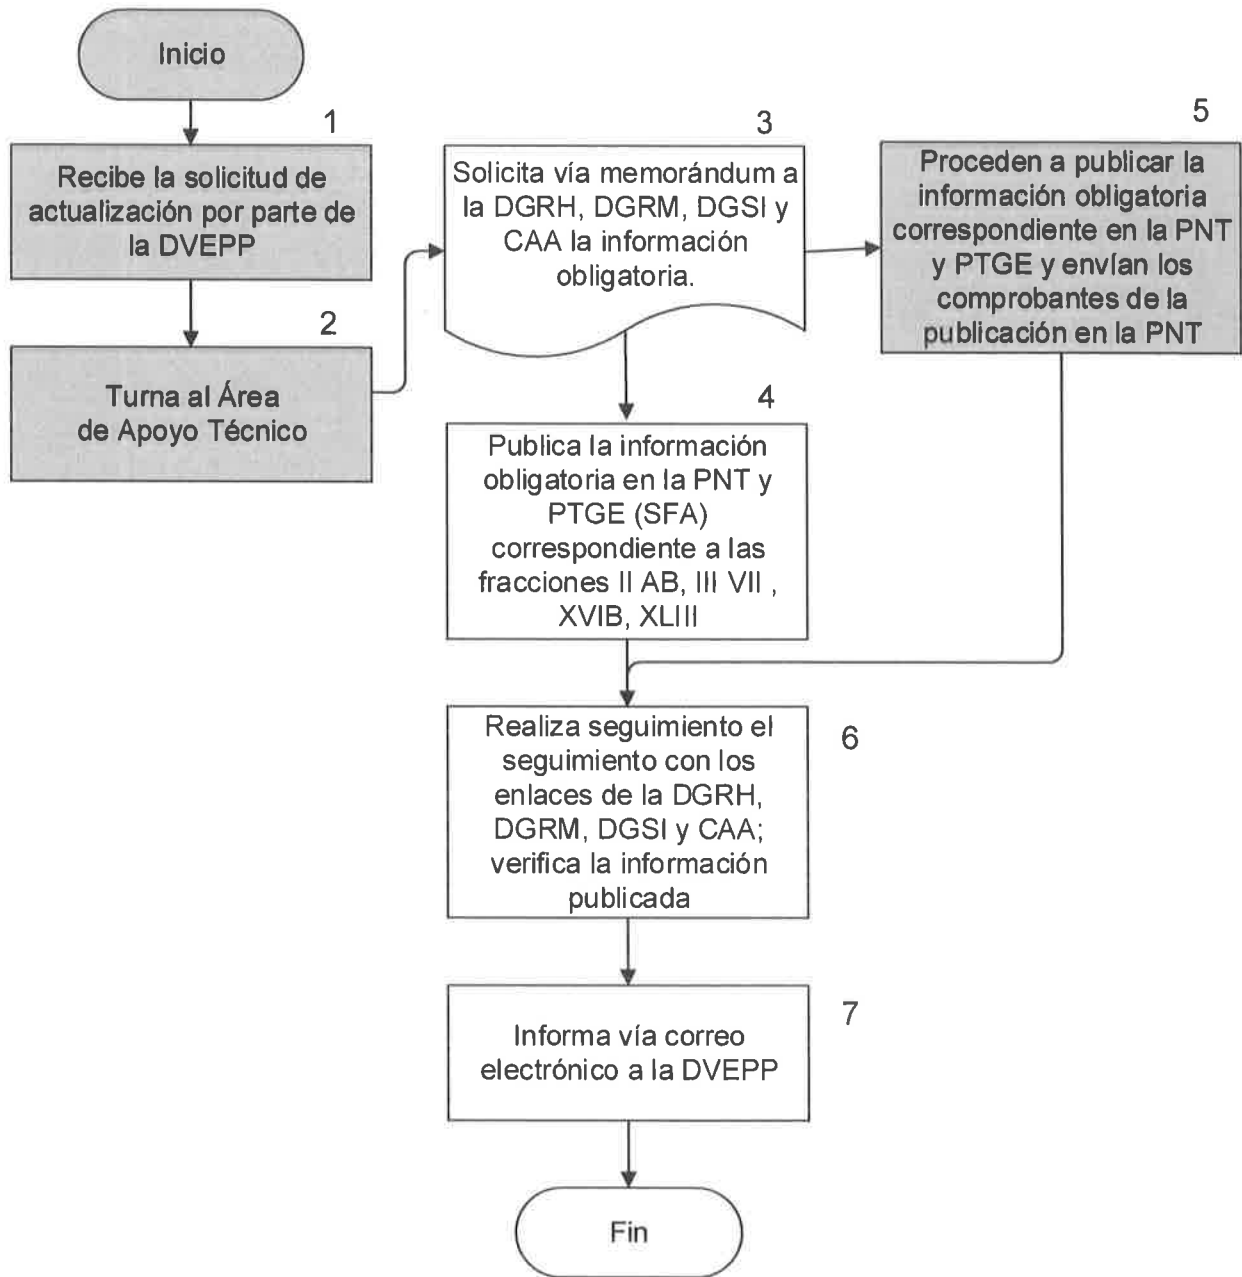 Inicio
1
Recibe la solicitud de
actualización por parte de
la DVEPP
2
Turna al Área
de Apoyo Técnico
3
Solicita vía memorándum a
la DGRH, DGRM, DGSI y
CAA la información
obligatoria.
4
Publica la información
obligatoria en la PNT y
PTGE (SFA)
correspondiente a las
fracciones II AB, III VII ,
XVIB, XLIII
5
Proceden a publicar la
información obligatoria
correspondiente en la PNT
y PTGE y envían los
comprobantes de la
publicación en la PNT
6
Realiza seguimiento el
seguimiento con los
enlaces de la DGRH,
DGRM, DGSI y CAA;
verifica la información
publicada
7
Informa vía correo
electrónico a la DVEPP
Fin